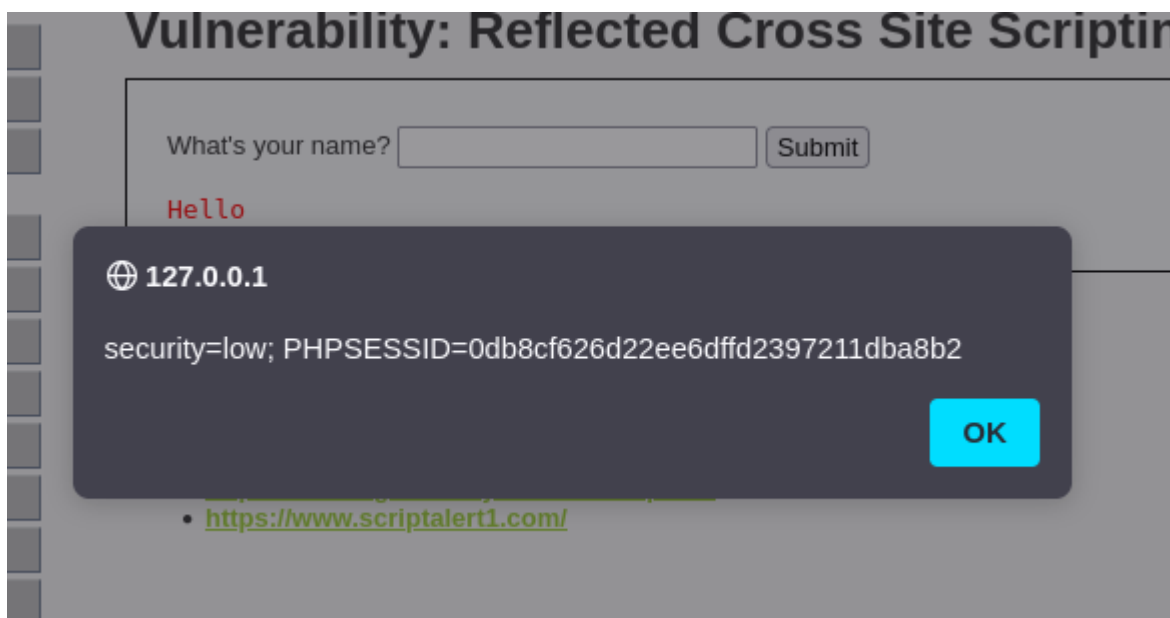 Vulnerability: Reflected Cross Site
What's your name? Submit
Hello
127.0.0.1
security=low; PHPSESSID=0db8cf626d22ee6dffd2397211dba8b2
OK
https://www.scriptalert1.com/